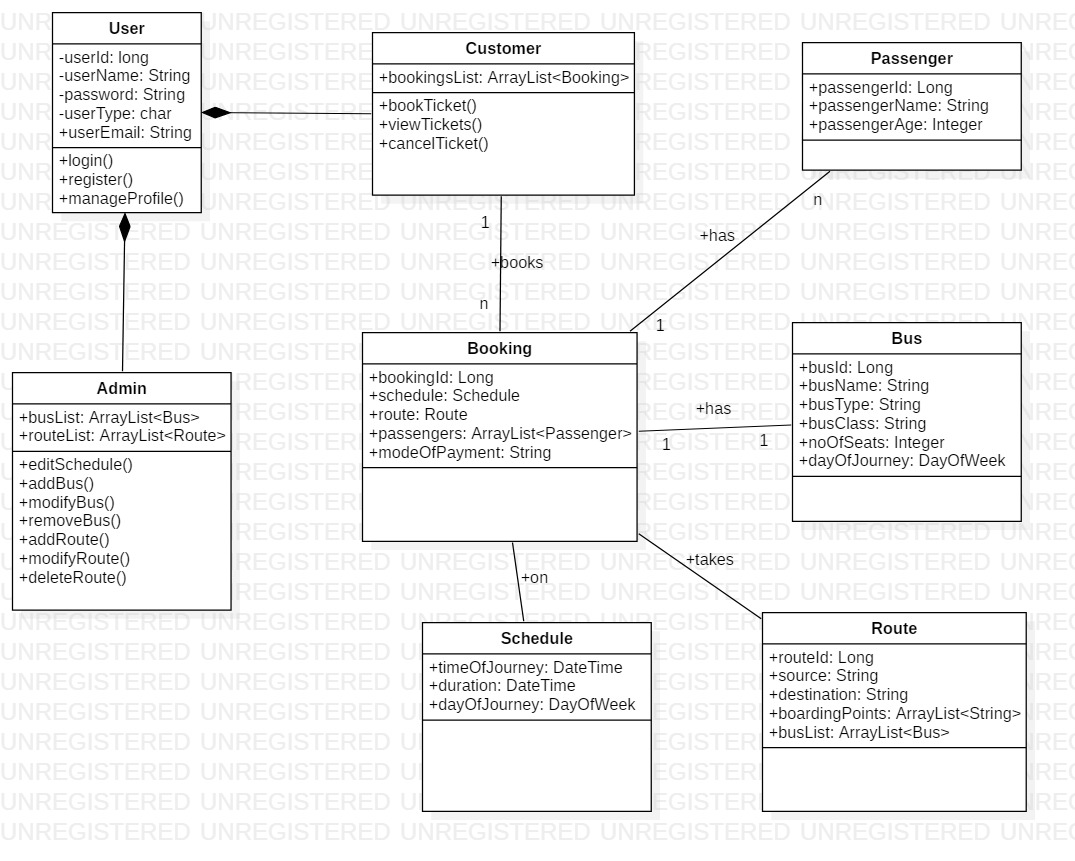 User
-userId: long
-userName: String
-password: String
-userType: char
+userEmail: String
+login()
+register()
+manageProfile()
Customer
+bookingsList: ArrayList<Booking>
+bookTicket()
+viewTickets()
+cancelTicket()
Passenger
+passengerId: Long
+passengerName: String
+passengerAge: Integer
1
+books
n
n
+has
1
Admin
+busList: ArrayList<Bus>
+routeList: ArrayList<Route>
+editSchedule()
+addBus()
+modifyBus()
+removeBus()
+addRoute()
+modifyRoute()
+deleteRoute()
Booking
+bookingId: Long
+schedule: Schedule
+route: Route
+passengers: ArrayList<Passenger>
+modeOfPayment: String
+has
1
1
Bus
+busId: Long
+busName: String
+busType: String
+busClass: String
+noOfSeats: Integer
+dayOfJourney: DayOfWeek
+on
+takes
Schedule
+timeOfJourney: DateTime
+duration: DateTime
+dayOfJourney: DayOfWeek
Route
+routeId: Long
+source: String
+destination: String
+boardingPoints: ArrayList<String>
+busList: ArrayList<Bus>
UNREGISTERED